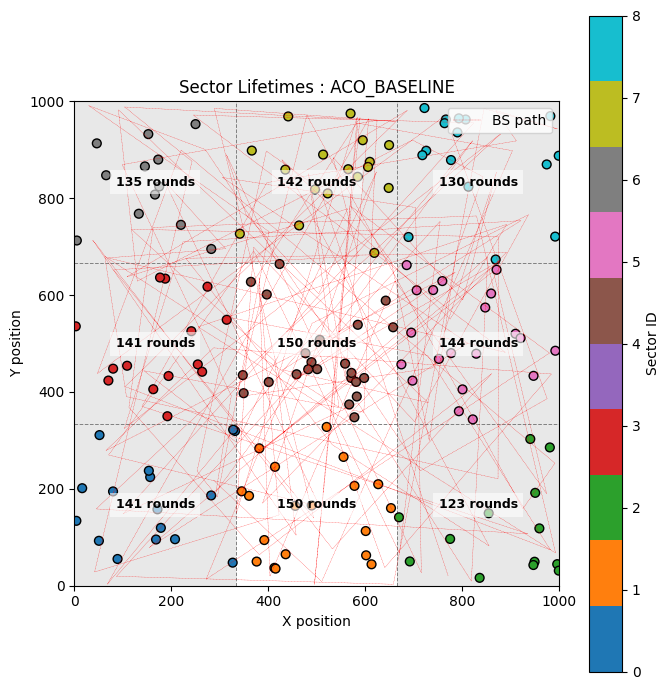 Sector Lifetimes : ACO_BASELINE
BS path
135 rounds
142 rounds
130 rounds
141 rounds
150 rounds
144 rounds
141 rounds
150 rounds
123 rounds
1000
800
600
400
200
0
Y position
0
200
400
600
800
1000
X position
8
7
6
5
4
3
2
1
0
Sector ID